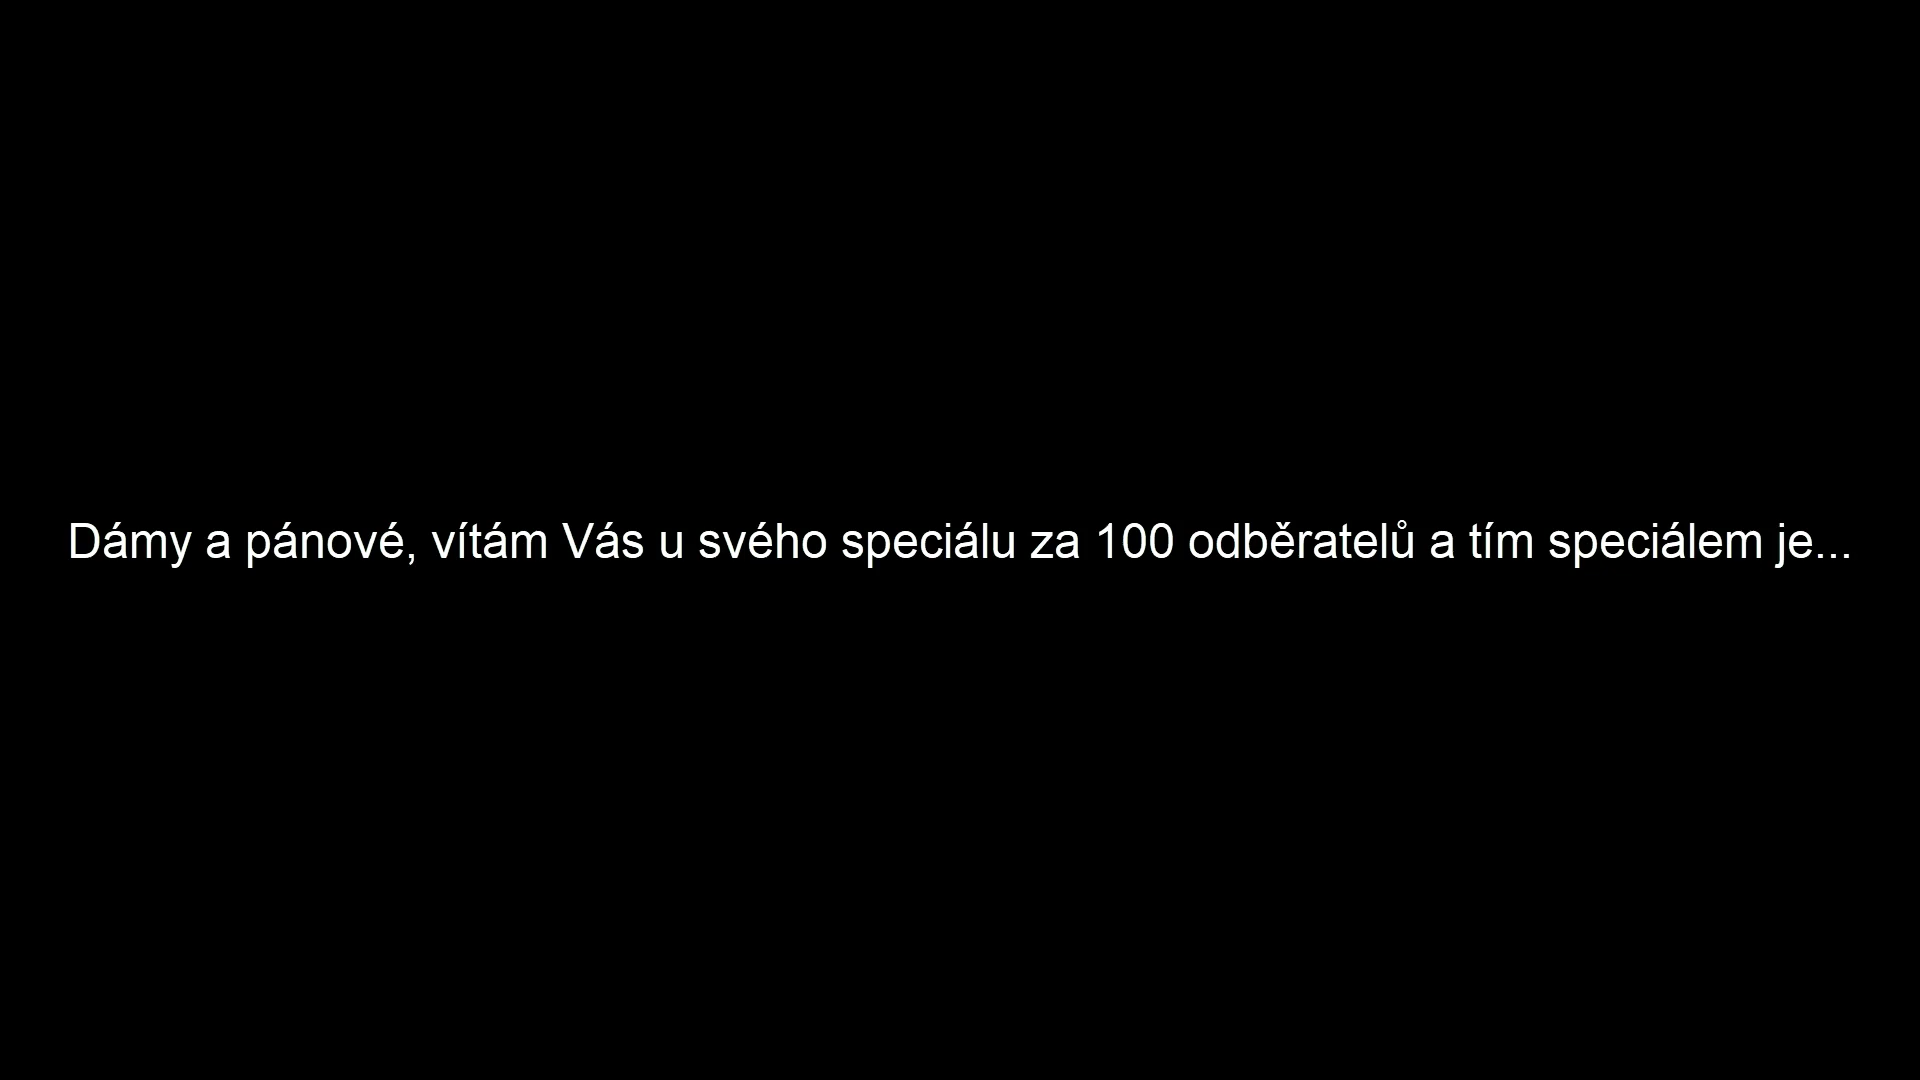 Dámy a pánové, vítám Vás u svého speciálu za 100 odběratelů a tím speciálem je...